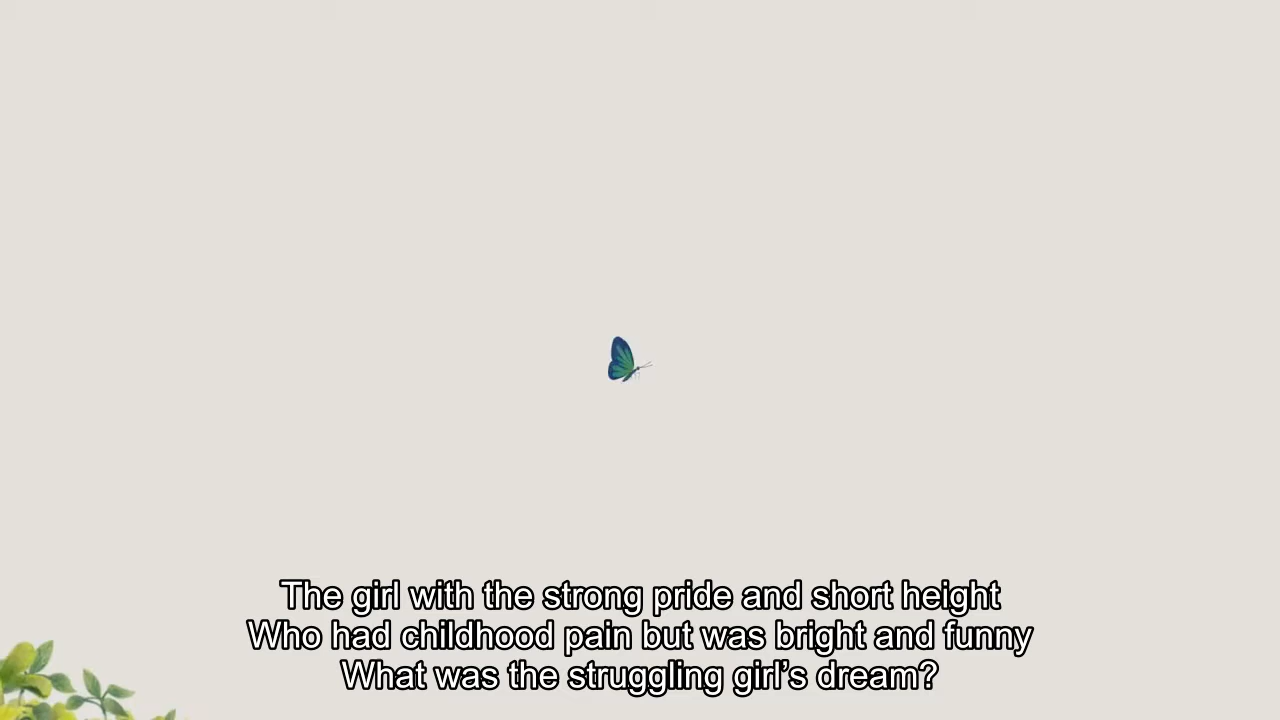 The girl with the strong pride and short height
Who had childhood pain but was bright and funny
What was the struggling girl’s dream?